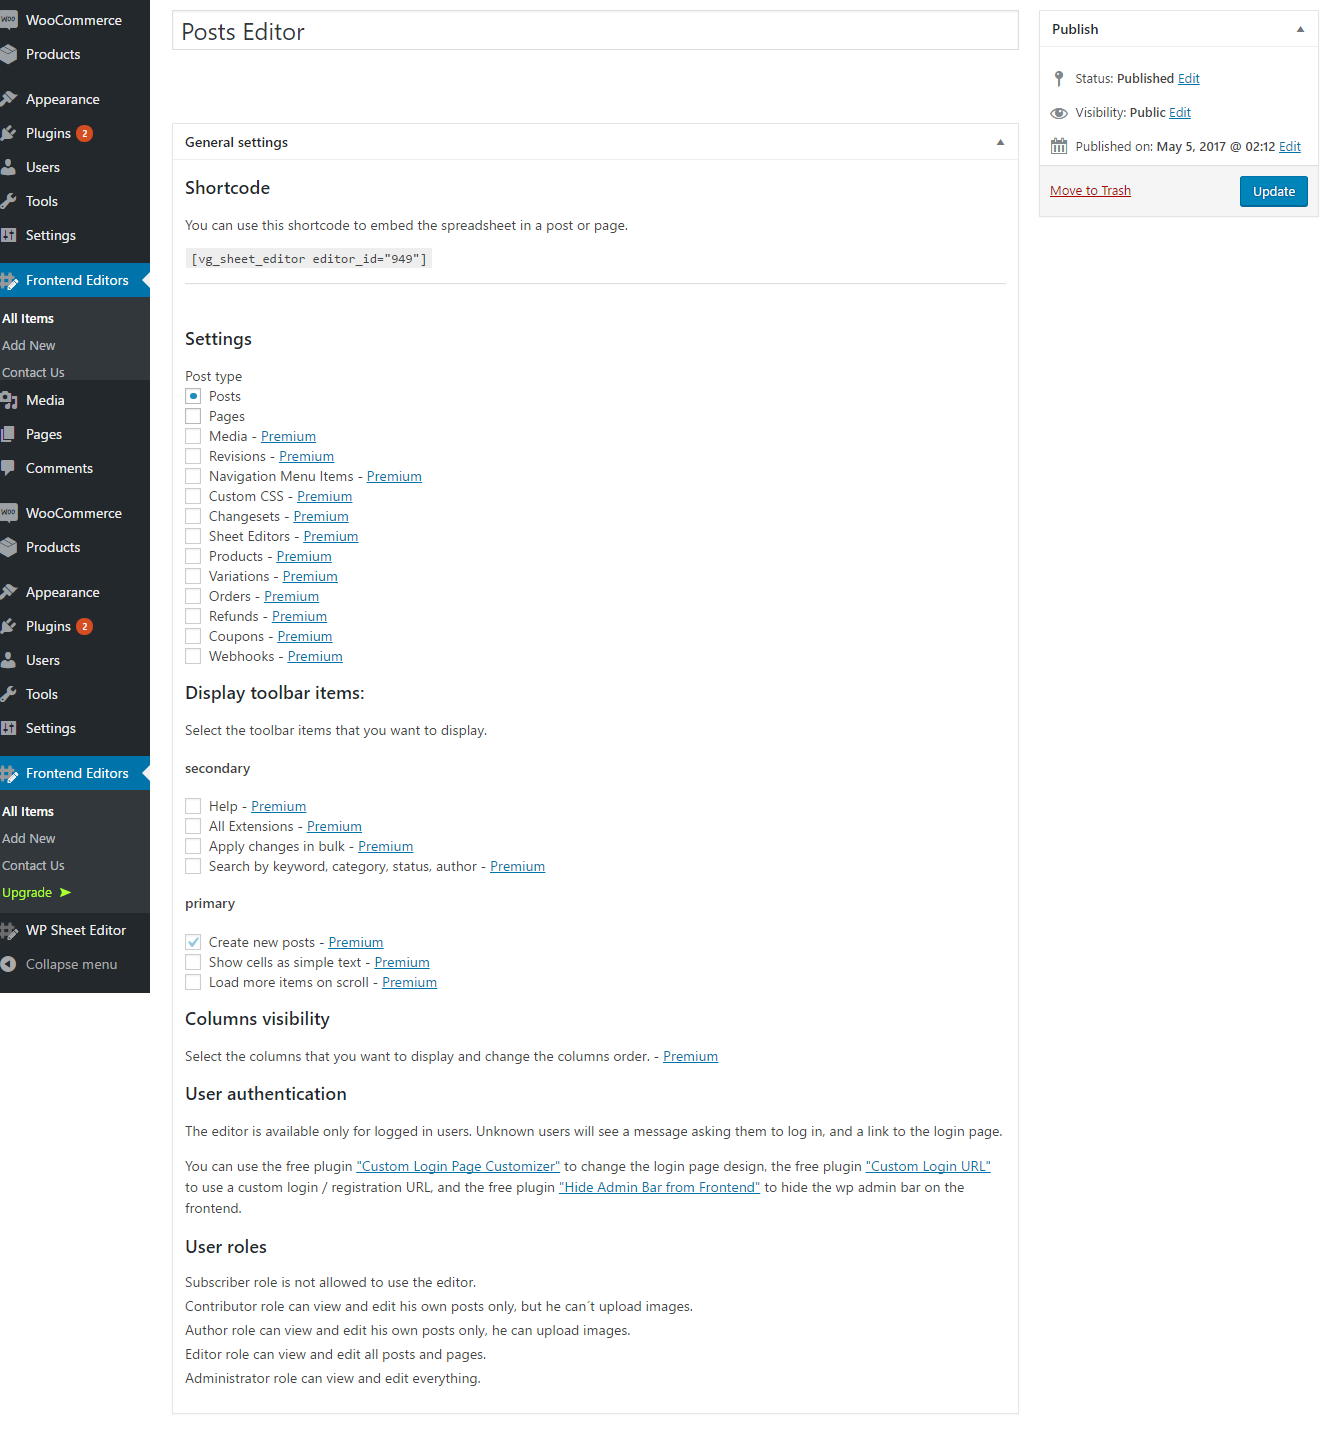 WooCommerce
Products
Appearance
Plugins 2
Users
Tools
Settings
Frontend Editors
All Items
Add New
Contact Us
Media
Pages
Comments
WooCommerce
Products
Appearance
Plugins 2
Users
Tools
Settings
Frontend Editors
All Items
Add New
Contact Us
Upgrade ➤
WP Sheet Editor
Collapse menu
Posts Editor
General settings
Shortcode
You can use this shortcode to embed the spreadsheet in a post or page.
[vg_sheet_editor editor_id="949"]
Settings
Post type
Posts
Pages
Media - Premium
Revisions - Premium
Navigation Menu Items - Premium
Custom CSS - Premium
Changesets - Premium
Sheet Editors - Premium
Products - Premium
Variations - Premium
Orders - Premium
Refunds - Premium
Coupons - Premium
Webhooks - Premium
Display toolbar items:
Select the toolbar items that you want to display.
secondary
Help - Premium
All Extensions - Premium
Apply changes in bulk - Premium
Search by keyword, category, status, author - Premium
primary
Create new posts - Premium
Show cells as simple text - Premium
Load more items on scroll - Premium
Columns visibility
Select the columns that you want to display and change the columns order. - Premium
User authentication
The editor is available only for logged in users. Unknown users will see a message asking them to log in, and a link to the login page.
You can use the free plugin "Custom Login Page Customizer" to change the login page design, the free plugin "Custom Login URL"
to use a custom login / registration URL, and the free plugin "Hide Admin Bar from Frontend" to hide the wp admin bar on the
frontend.
User roles
Subscriber role is not allowed to use the editor.
Contributor role can view and edit his own posts only, but he can´t upload images.
Author role can view and edit his own posts only, he can upload images.
Editor role can view and edit all posts and pages.
Administrator role can view and edit everything.
Publish
Status: Published Edit
Visibility: Public Edit
Published on: May 5, 2017 @ 02:12 Edit
Move to Trash
Update